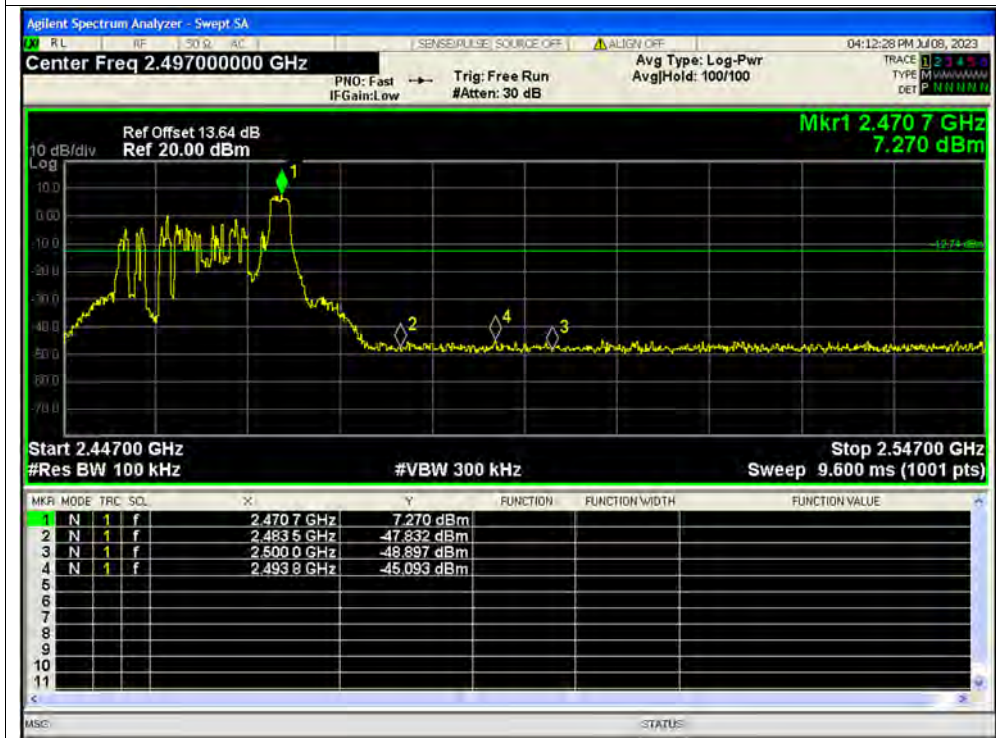 Agilent Spectrum Analyzer - Swept SA
RL RF 50 Ω AC SENSE:PULSE SOURCE OFF ALIGN OFF 04:12:28 PM Jul 08, 2023
Center Freq 2.497000000 GHz
PNO: Fast
IFGain:Low
Trig: Free Run
#Atten: 30 dB
Avg Type: Log-Pwr
Avg|Hold: 100/100
TRACE 1 2 3 4 5 6
TYPE M W W W W W
DET P N N N N N
Mkr1 2.470 7 GHz
7.270 dBm
Ref Offset 13.64 dB
10 dB/div Ref 20.00 dBm
Log
10.0
0.00
-10.0
-20.0
-30.0
-40.0
-50.0
-60.0
-70.0
1
-12.74 dBm
2
4
3
Start 2.44700 GHz
Stop 2.54700 GHz
#Res BW 100 kHz
#VBW 300 kHz
Sweep 9.600 ms (1001 pts)
MKR MODE TRC SCL X Y FUNCTION FUNCTION WIDTH FUNCTION VALUE
1 N 1 f 2.470 7 GHz 7.270 dBm
2 N 1 f 2.483 5 GHz -47.832 dBm
3 N 1 f 2.500 0 GHz -48.897 dBm
4 N 1 f 2.493 8 GHz -45.093 dBm
5
6
7
8
9
10
11
MSG
STATUS